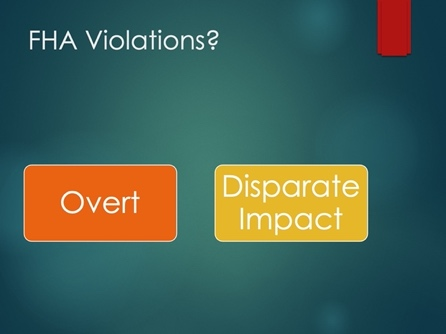 FHA Violations?
Overt
Disparate
Impact